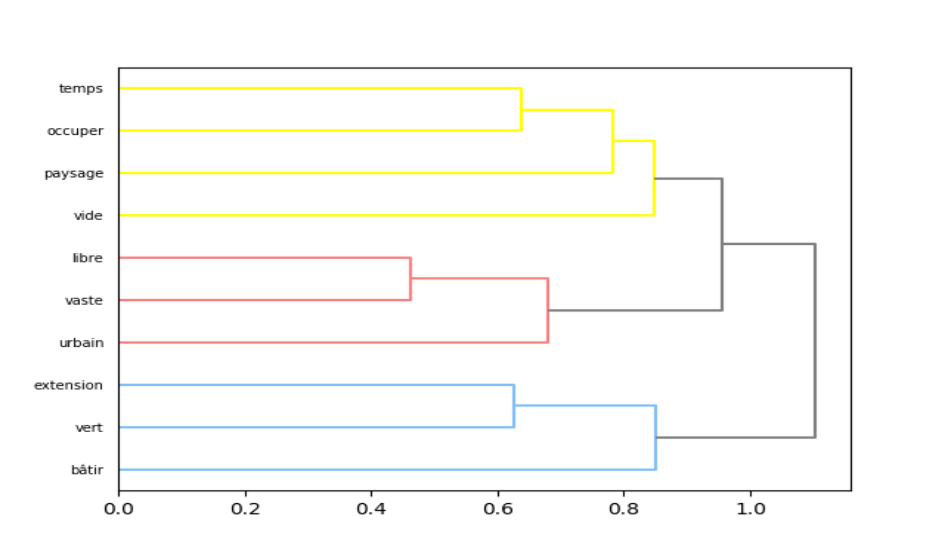 temps
occuper
paysage
vide
libre
vaste
urbain
extension
vert
bâtir
0.0 0.2 0.4 0.6 0.8 1.0